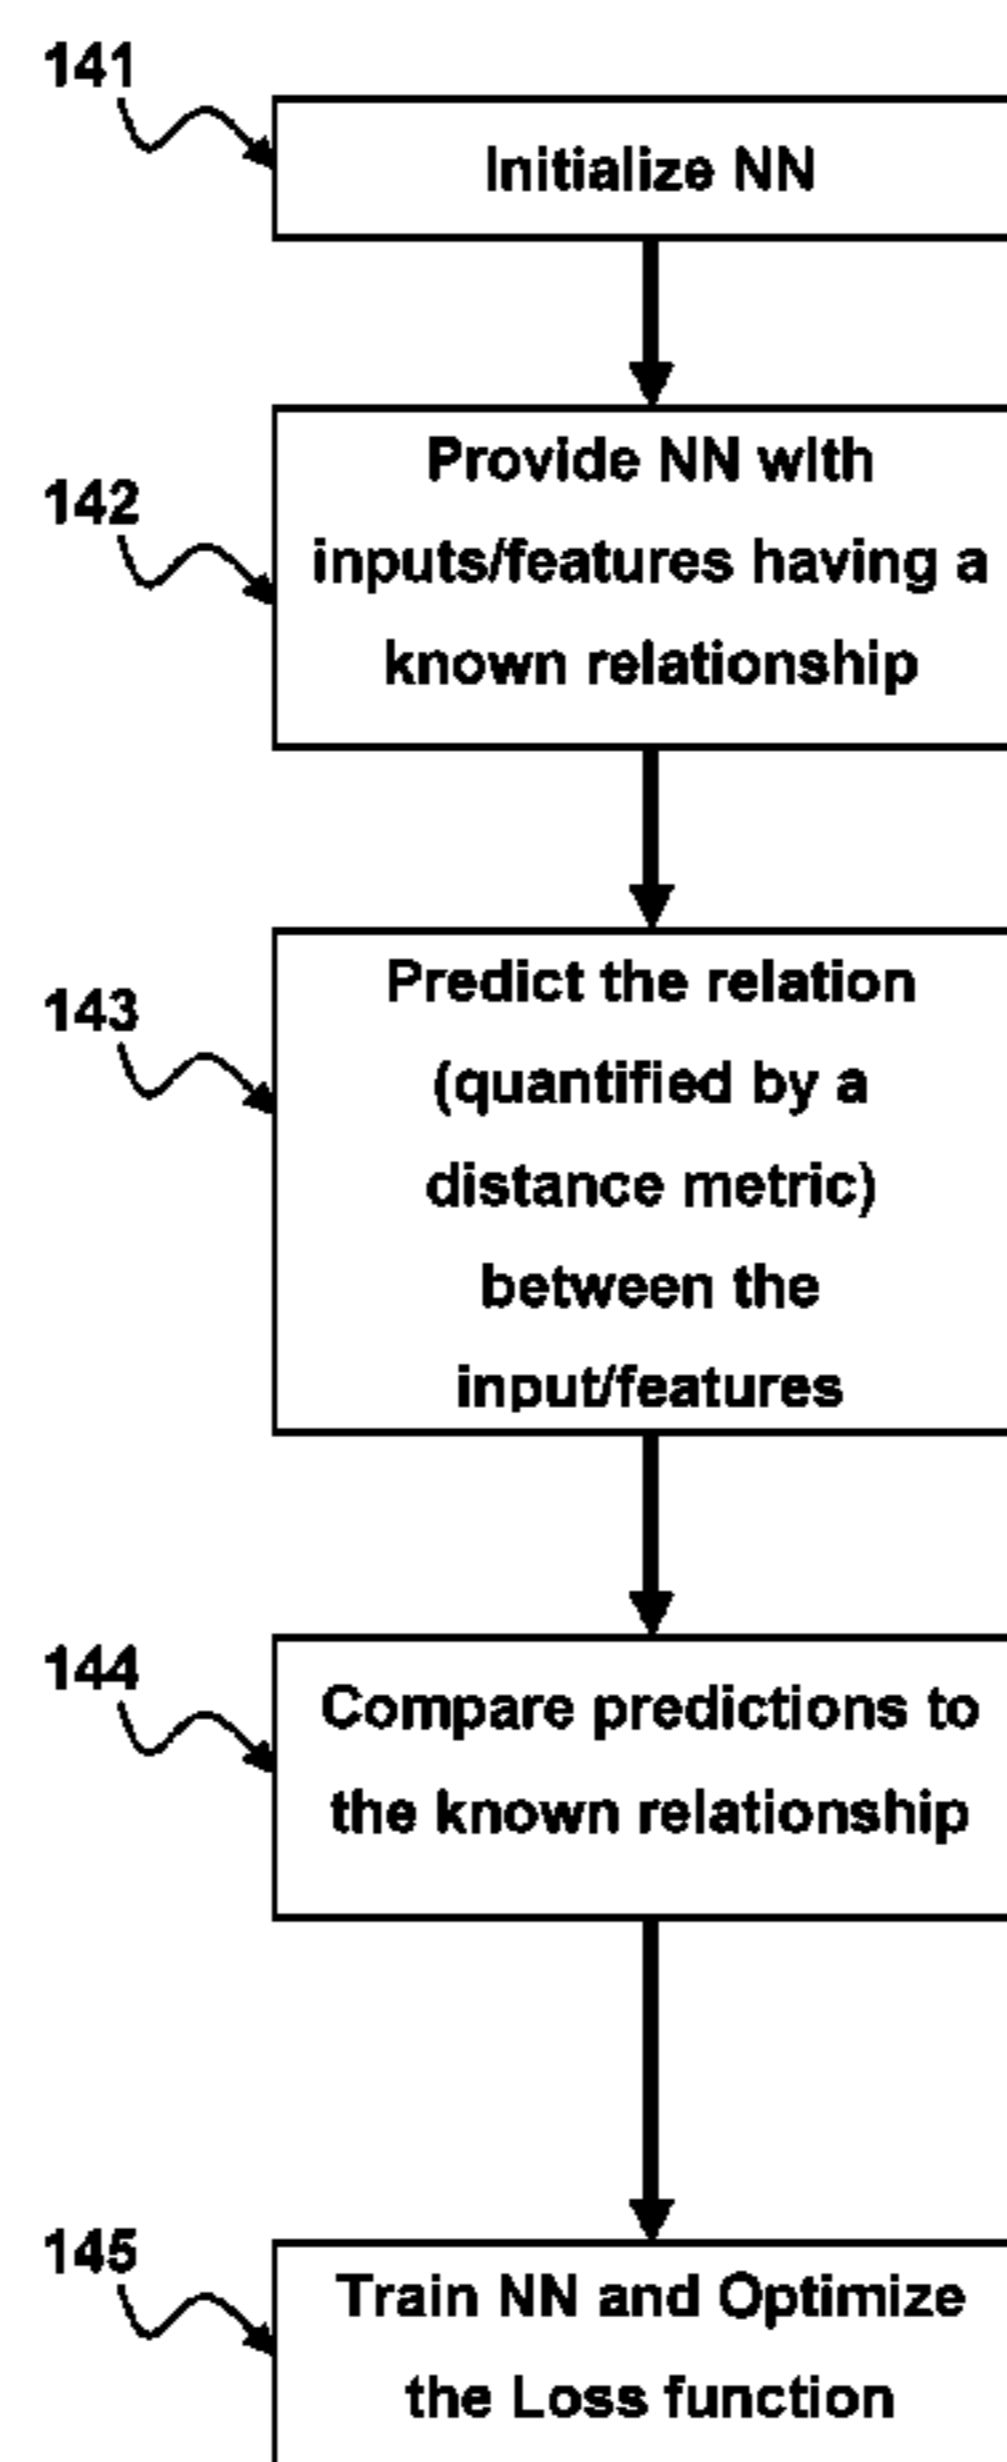 141
Initialize NN
142
Provide NN with
inputs/features having a
known relationship
143
Predict the relation
(quantified by a
distance metric)
between the
input/features
144
Compare predictions to
the known relationship
145
Train NN and Optimize
the Loss function